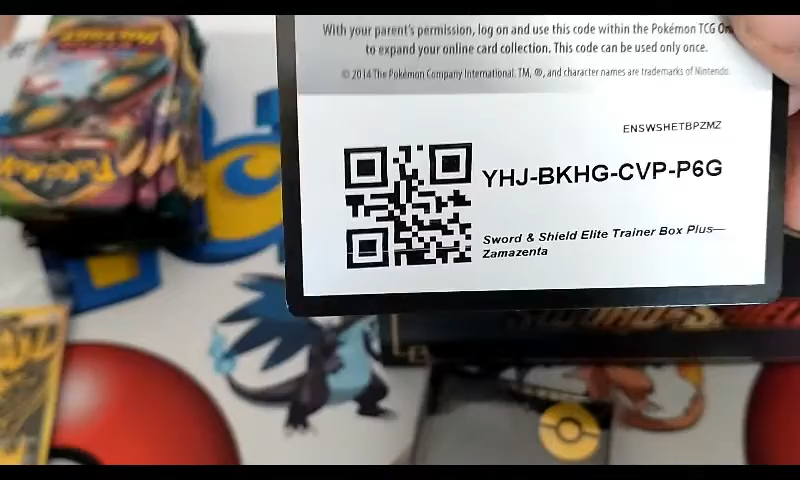 With your parent's permission, log on and use this code within the Pokémon TCG On
to expand your online card collection. This code can be used only once.
© 2014 The Pokémon Company International. TM, ®, and character names are trademarks of Nintendo.
ENSWSHETBPZMZ
YHJ-BKHG-CVP-P6G
Sword & Shield Elite Trainer Box Plus—
Zamazenta
POKÉMON